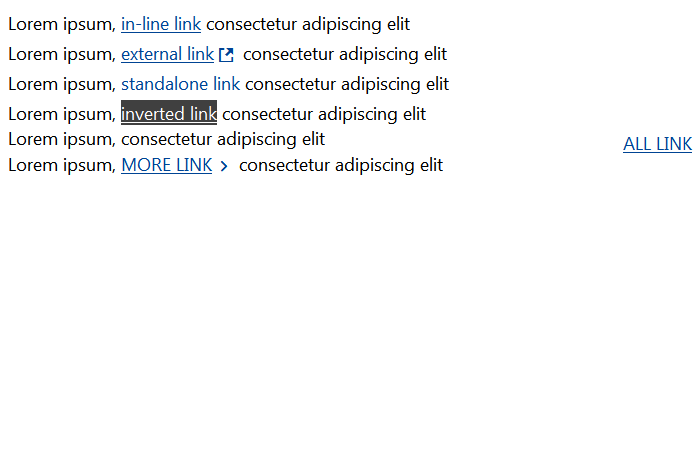 Lorem ipsum, in-line link consectetur adipiscing elit
Lorem ipsum, external link consectetur adipiscing elit
Lorem ipsum, standalone link consectetur adipiscing elit
Lorem ipsum, inverted link consectetur adipiscing elit
Lorem ipsum, consectetur adipiscing elit
ALL LINK
Lorem ipsum, MORE LINK consectetur adipiscing elit